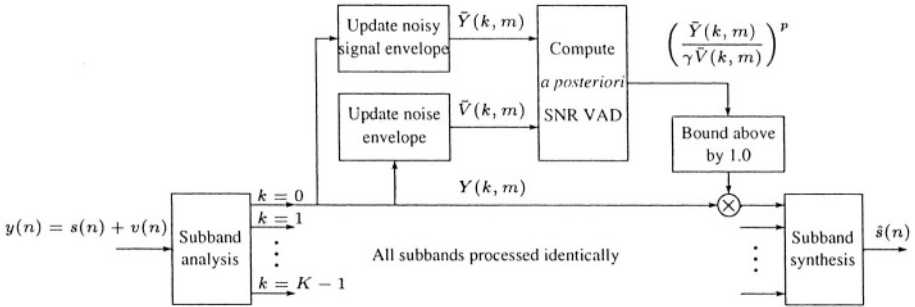 Update noisy
signal envelope
Ȳ(k, m)
Compute
a posteriori
SNR VAD
(Ȳ(k, m) / γV̄(k, m))^p
Update noise
envelope
V̄(k, m)
Bound above
by 1.0
y(n) = s(n) + v(n)
Subband
analysis
k = 0
k = 1
⋮
k = K − 1
Y(k, m)
All subbands processed identically
⋮
Subband
synthesis
ŝ(n)